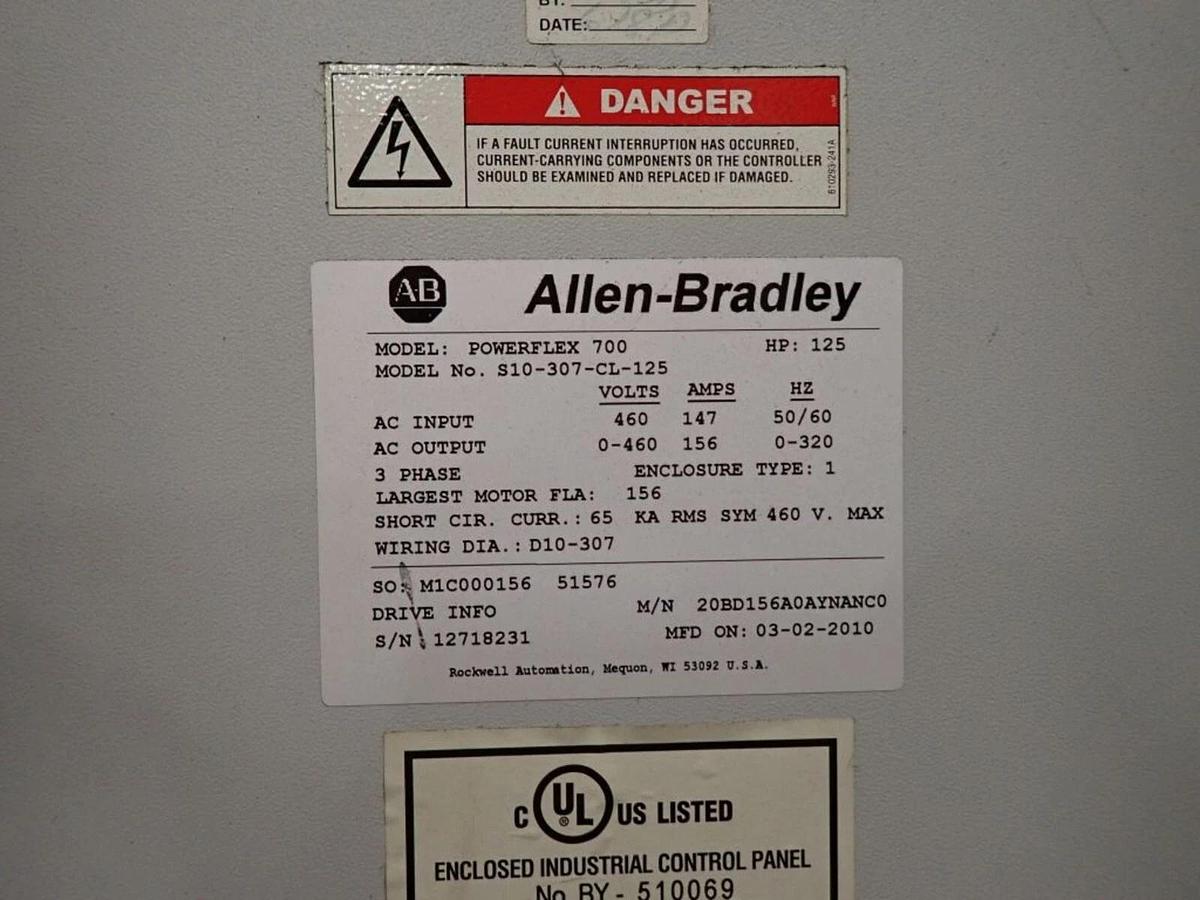 BY:
DATE:
DANGER
IF A FAULT CURRENT INTERRUPTION HAS OCCURRED,
CURRENT-CARRYING COMPONENTS OR THE CONTROLLER
SHOULD BE EXAMINED AND REPLACED IF DAMAGED.
610293-241A
AB Allen-Bradley
MODEL: POWERFLEX 700 HP: 125
MODEL No. S10-307-CL-125
VOLTS AMPS HZ
AC INPUT 460 147 50/60
AC OUTPUT 0-460 156 0-320
3 PHASE ENCLOSURE TYPE: 1
LARGEST MOTOR FLA: 156
SHORT CIR. CURR.: 65 KA RMS SYM 460 V. MAX
WIRING DIA.: D10-307
SO: M1C000156 51576
DRIVE INFO M/N 20BD156A0AYNANC0
S/N : 12718231 MFD ON: 03-02-2010
Rockwell Automation, Mequon, WI 53092 U.S.A.
C UL ® US LISTED
ENCLOSED INDUSTRIAL CONTROL PANEL
No. BY - 510069